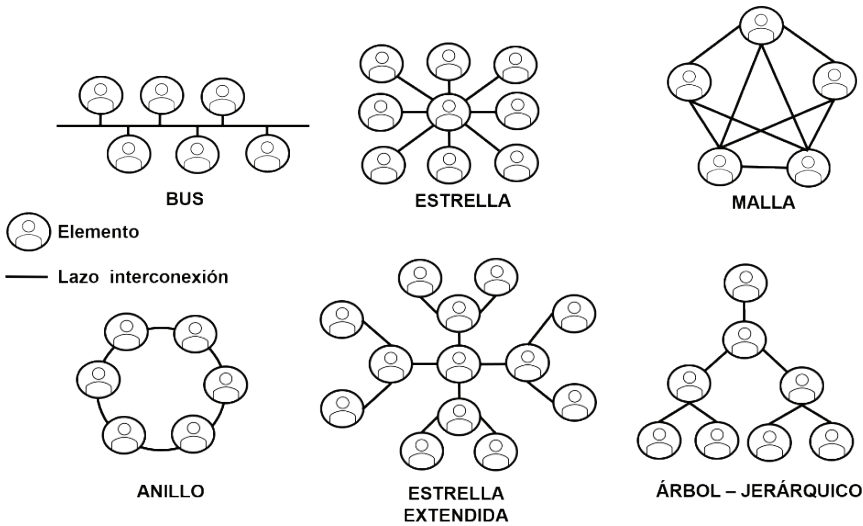 BUS
ESTRELLA
MALLA
Elemento
Lazo interconexión
ANILLO
ESTRELLA
EXTENDIDA
ÁRBOL – JERÁRQUICO